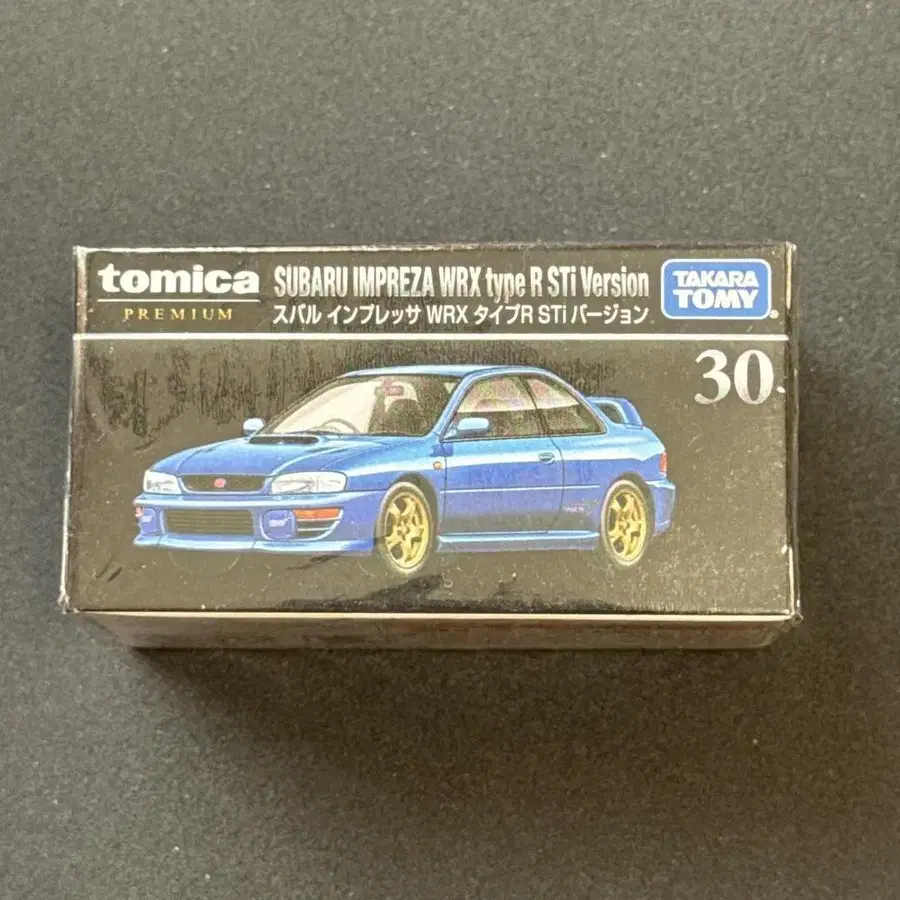 tomica
PREMIUM
SUBARU IMPREZA WRX type R STi Version
スバル インプレッサ WRX タイプR STi バージョン
TAKARA
TOMY
30